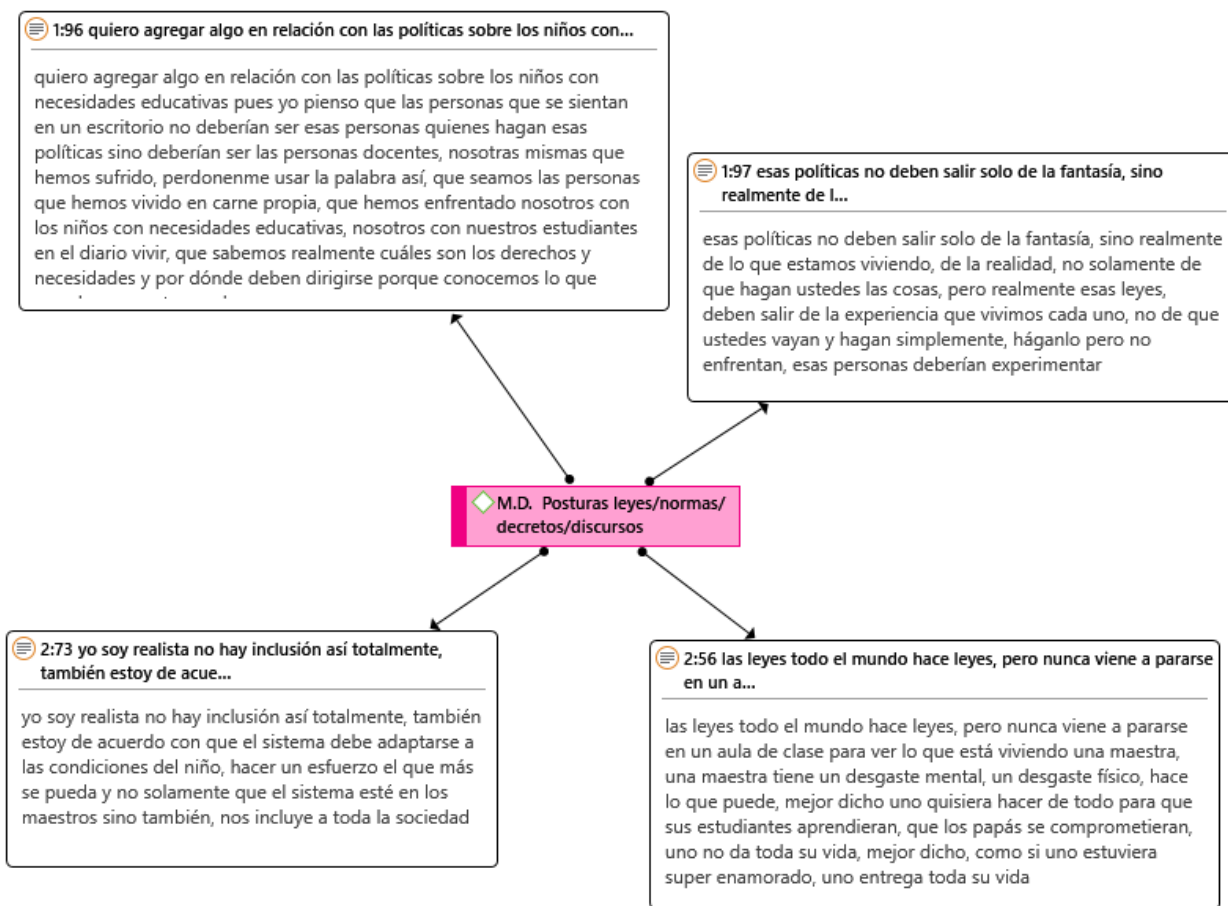 1:96 quiero agregar algo en relación con las políticas sobre los niños con...
quiero agregar algo en relación con las políticas sobre los niños con
necesidades educativas pues yo pienso que las personas que se sientan
en un escritorio no deberían ser esas personas quienes hagan esas
políticas sino deberían ser las personas docentes, nosotras mismas que
hemos sufrido, perdonenme usar la palabra así, que seamos las personas
que hemos vivido en carne propia, que hemos enfrentado nosotros con
los niños con necesidades educativas, nosotros con nuestros estudiantes
en el diario vivir, que sabemos realmente cuáles son los derechos y
necesidades y por dónde deben dirigirse porque conocemos lo que
1:97 esas políticas no deben salir solo de la fantasía, sino
realmente de l...
esas políticas no deben salir solo de la fantasía, sino realmente
de lo que estamos viviendo, de la realidad, no solamente de
que hagan ustedes las cosas, pero realmente esas leyes,
deben salir de la experiencia que vivimos cada uno, no de que
ustedes vayan y hagan simplemente, háganlo pero no
enfrentan, esas personas deberían experimentar
M.D. Posturas leyes/normas/
decretos/discursos
2:73 yo soy realista no hay inclusión así totalmente,
también estoy de acue...
yo soy realista no hay inclusión así totalmente, también
estoy de acuerdo con que el sistema debe adaptarse a
las condiciones del niño, hacer un esfuerzo el que más
se pueda y no solamente que el sistema esté en los
maestros sino también, nos incluye a toda la sociedad
2:56 las leyes todo el mundo hace leyes, pero nunca viene a pararse
en un a...
las leyes todo el mundo hace leyes, pero nunca viene a pararse
en un aula de clase para ver lo que está viviendo una maestra,
una maestra tiene un desgaste mental, un desgaste físico, hace
lo que puede, mejor dicho uno quisiera hacer de todo para que
sus estudiantes aprendieran, que los papás se comprometieran,
uno no da toda su vida, mejor dicho, como si uno estuviera
super enamorado, uno entrega toda su vida